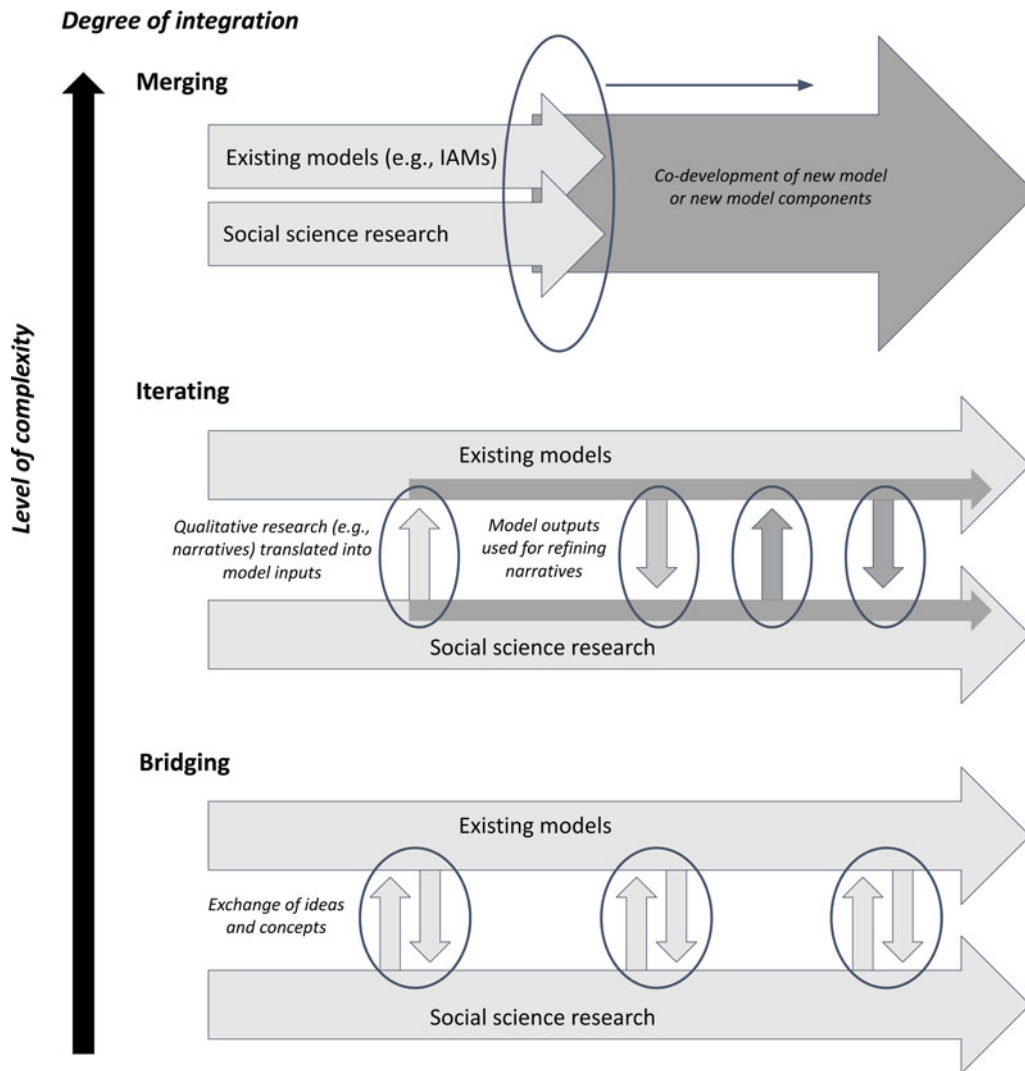 Degree of integration
Merging
Existing models (e.g., IAMs)
Social science research
Co-development of new model
or new model components
Level of complexity
Iterating
Existing models
Qualitative research (e.g.,
narratives) translated into
model inputs
Model outputs
used for refining
narratives
Social science research
Bridging
Existing models
Exchange of ideas
and concepts
Social science research